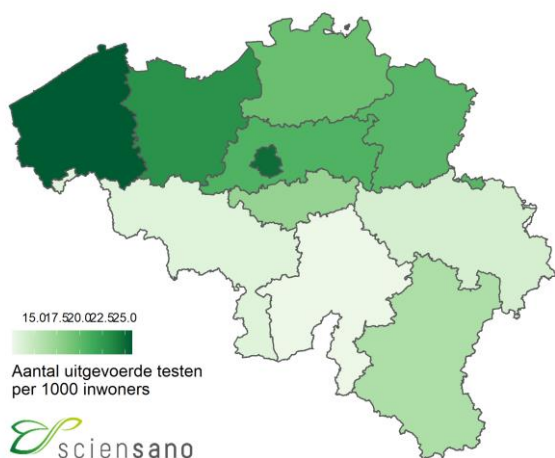 15.017.520.022.525.0
Aantal uitgevoerde testen
per 1000 inwoners
sciensano